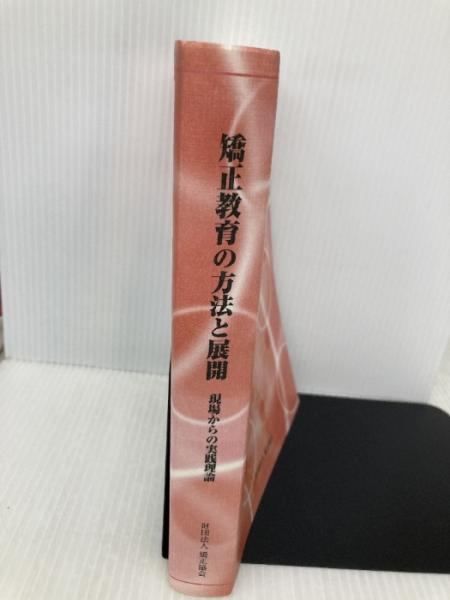 矯正教育の方法と展開
現場からの実践理論
財団法人 矯正協会